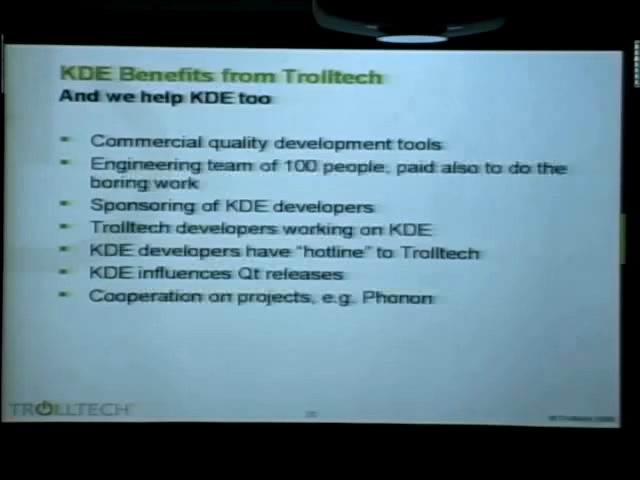 KDE Benefits from Trolltech
And we help KDE too
Commercial quality development tools
Engineering team of 100 people, paid also to do the
boring work
Sponsoring of KDE developers
Trolltech developers working on KDE
KDE developers have "hotline" to Trolltech
KDE influences Qt releases
Cooperation on projects, e.g. Phonon
TROLLTECH